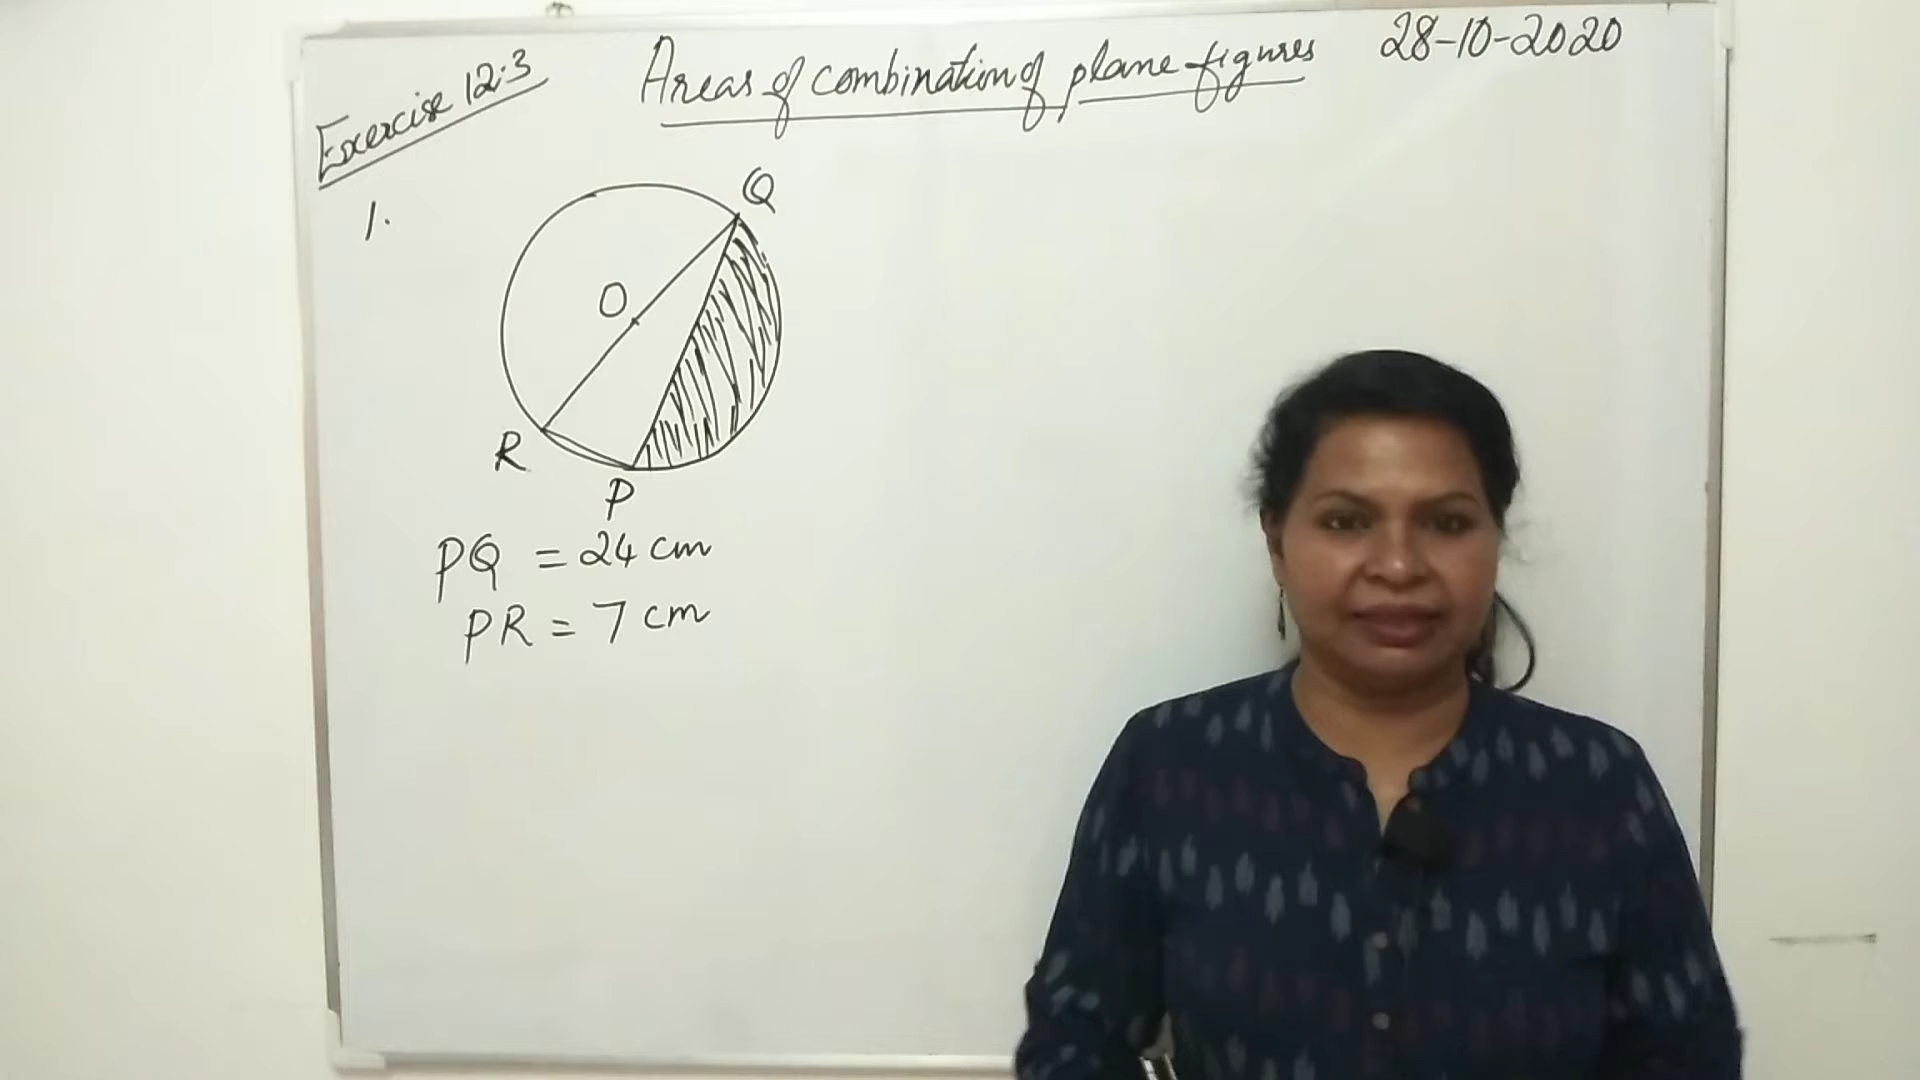 Exercise 12.3
Areas of combination of plane figures
28-10-2020
1.
Q
O
R
P
PQ = 24 cm
PR = 7 cm